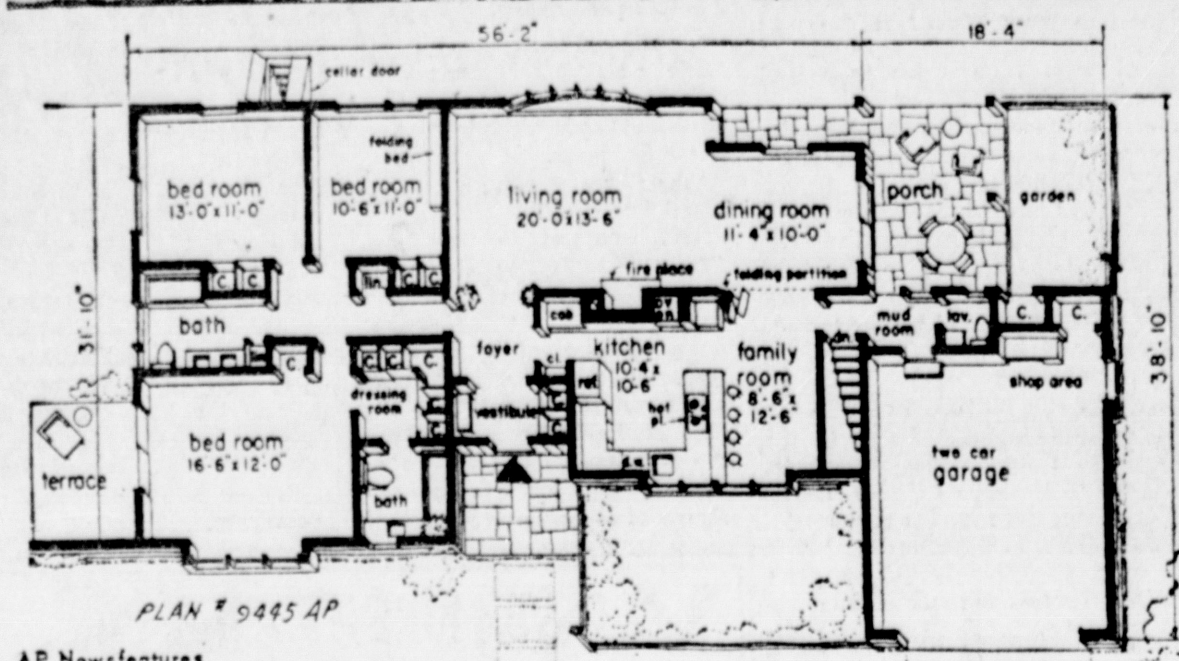 56'-2"
18'-4"
cellar door
folding
bed
bed room
13'-0"x11'-0"
bed room
10'-6"x11'-0"
living room
20'-0x13'-6"
dining room
11'-4"x10'-0"
porch
garden
31'-10"
38'-10"
C. C.
lin.
C. C.
fire place
folding partition
cab
ov
en
bath
C.
foyer
cl.
kitchen
10'-4x
10'-6"
ref.
hot
pl.
family
room
8'-6"x
12'-6"
dn.
mud
room
lav.
C.
C.
shop area
C. C. C.
dressing
room
vestibule
bed room
16'-6"x12'-0"
terrace
bath
two car
garage
PLAN # 9445 AP
AP Newsfeatures